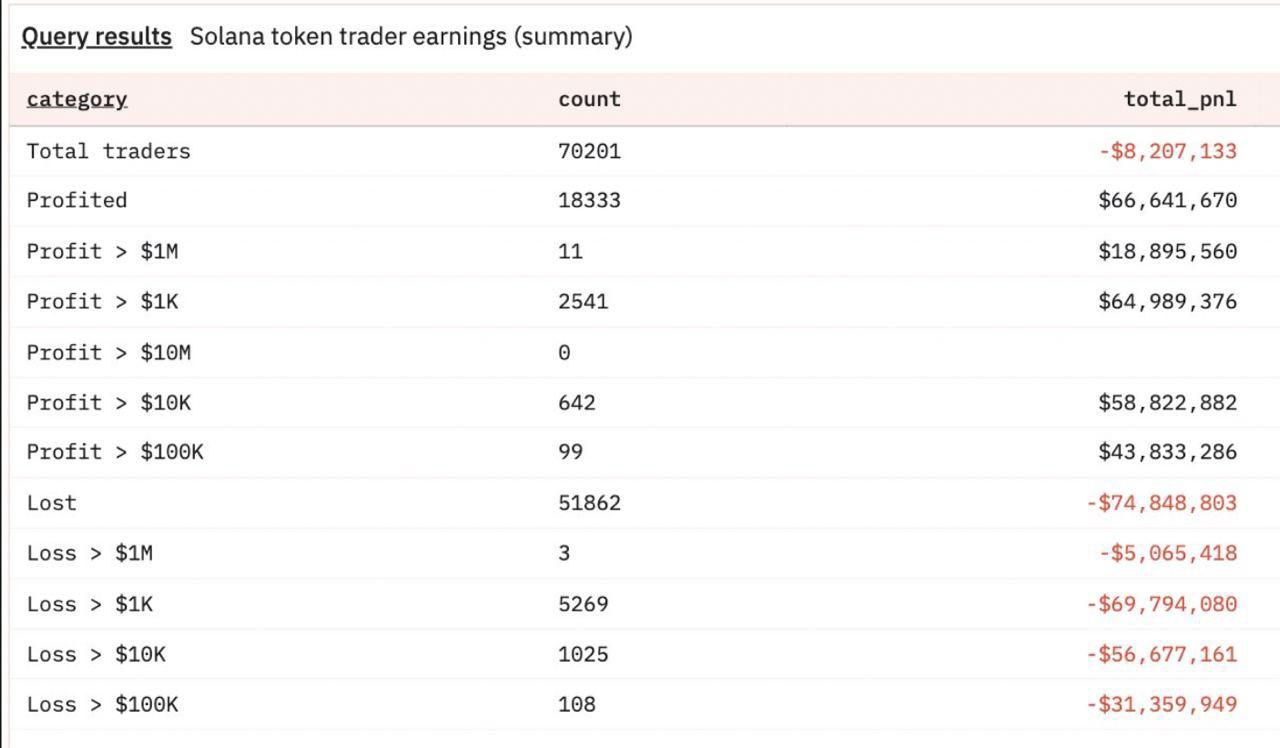 Query results Solana token trader earnings (summary)
category count total_pnl
Total traders 70201 -$8,207,133
Profited 18333 $66,641,670
Profit > $1M 11 $18,895,560
Profit > $1K 2541 $64,989,376
Profit > $10M 0
Profit > $10K 642 $58,822,882
Profit > $100K 99 $43,833,286
Lost 51862 -$74,848,803
Loss > $1M 3 -$5,065,418
Loss > $1K 5269 -$69,794,080
Loss > $10K 1025 -$56,677,161
Loss > $100K 108 -$31,359,949